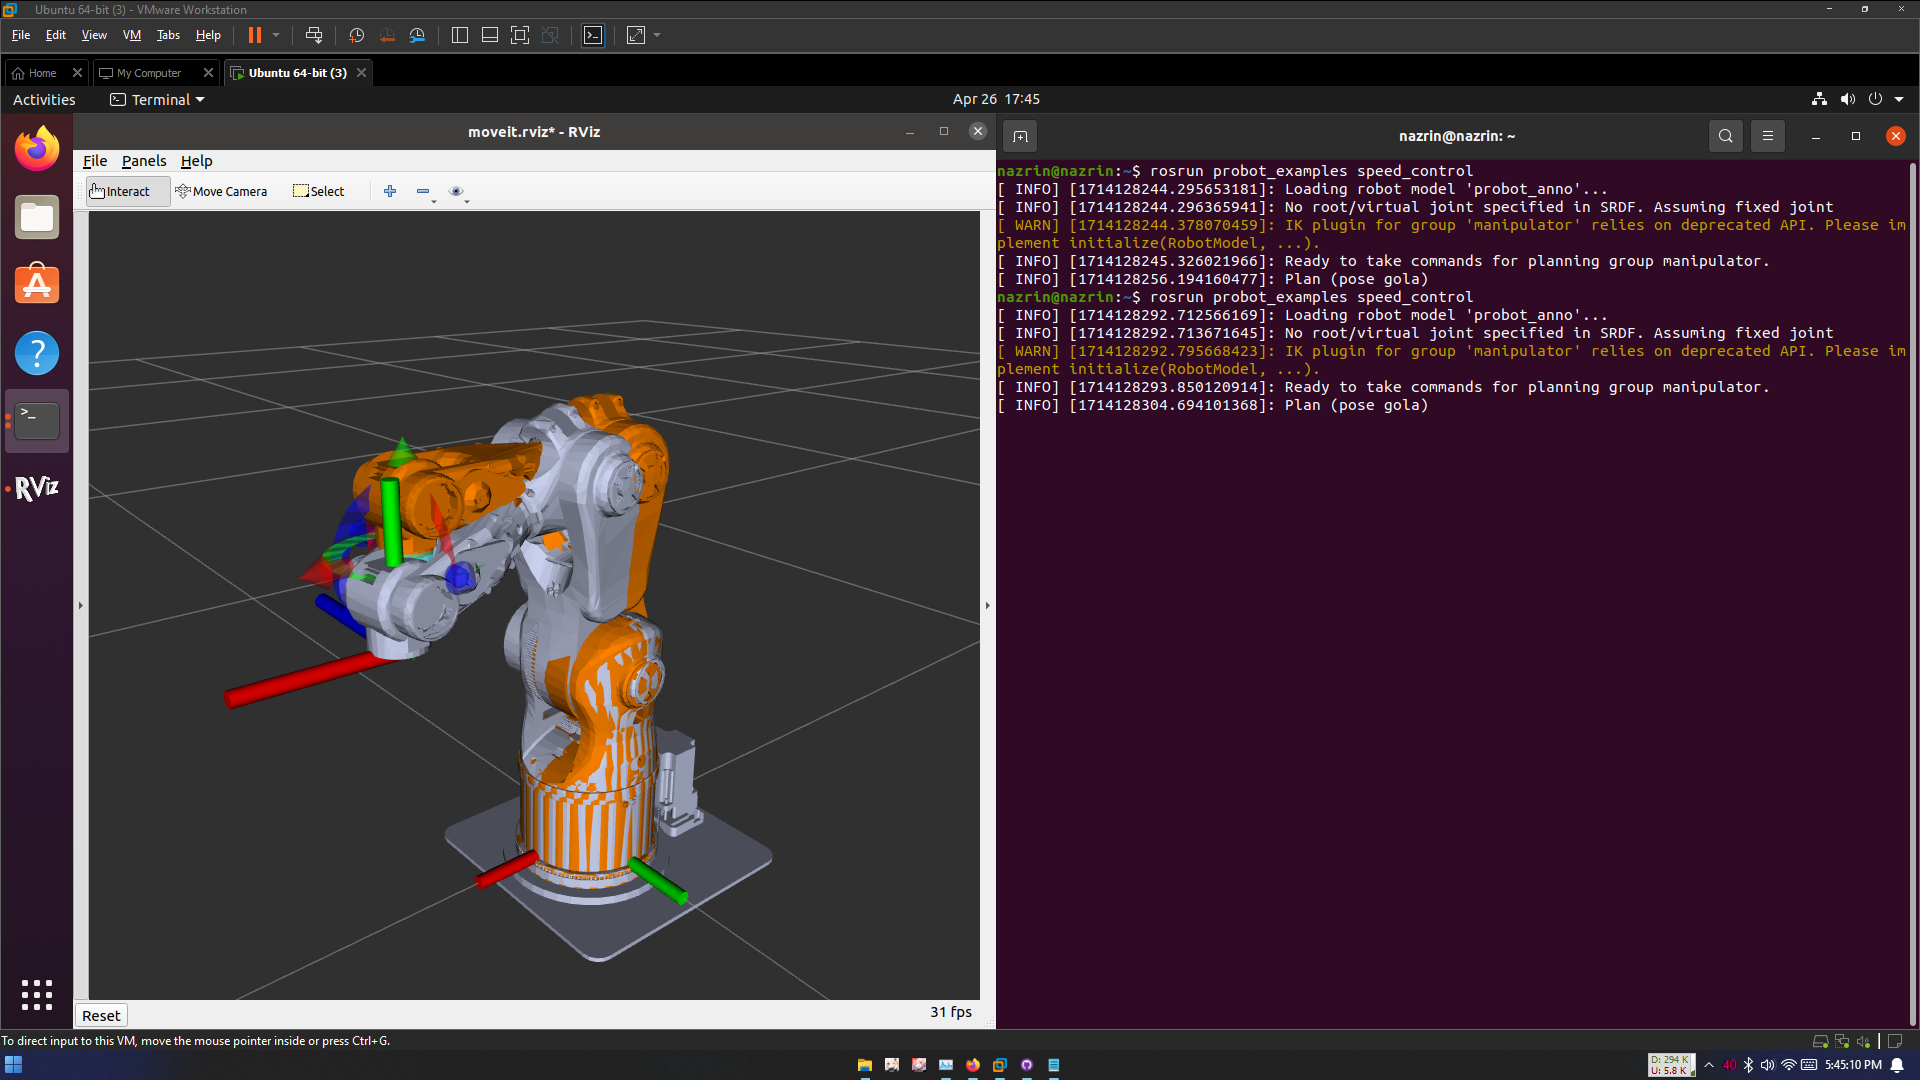 Ubuntu 64-bit (3) - VMware Workstation
File Edit View VM Tabs Help
Home My Computer Ubuntu 64-bit (3)
Activities Terminal Apr 26 17:45
moveit.rviz* - RViz
File Panels Help
Interact Move Camera Select
RViz
Reset 31 fps
nazrin@nazrin: ~
nazrin@nazrin:~$ rosrun probot_examples speed_control
[ INFO] [1714128244.295653181]: Loading robot model 'probot_anno'...
[ INFO] [1714128244.296365941]: No root/virtual joint specified in SRDF. Assuming fixed joint
[ WARN] [1714128244.378070459]: IK plugin for group 'manipulator' relies on deprecated API. Please im
plement initialize(RobotModel, ...).
[ INFO] [1714128245.326021966]: Ready to take commands for planning group manipulator.
[ INFO] [1714128256.194160477]: Plan (pose gola)
nazrin@nazrin:~$ rosrun probot_examples speed_control
[ INFO] [1714128292.712566169]: Loading robot model 'probot_anno'...
[ INFO] [1714128292.713671645]: No root/virtual joint specified in SRDF. Assuming fixed joint
[ WARN] [1714128292.795668423]: IK plugin for group 'manipulator' relies on deprecated API. Please im
plement initialize(RobotModel, ...).
[ INFO] [1714128293.850120914]: Ready to take commands for planning group manipulator.
[ INFO] [1714128304.694101368]: Plan (pose gola)
To direct input to this VM, move the mouse pointer inside or press Ctrl+G.
D: 294 K
U: 5.8 K
40
5:45:10 PM